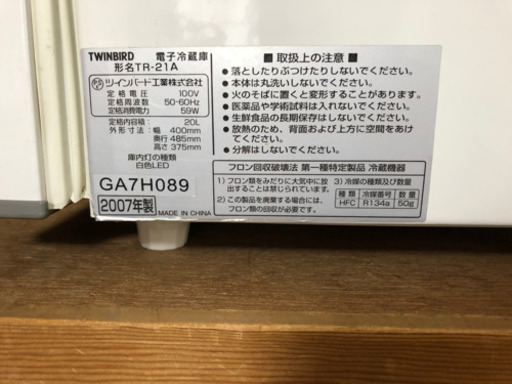 TWINBIRD 電子冷蔵庫
形名TR-21A
ツインバード工業株式会社
定格電圧 100V
定格周波数 50-60Hz
定格消費電力 59W
定格内容積: 20L
外形寸法: 幅 400mm
奥行 485mm
高さ 375mm
庫内灯の種類
白色LED
GA7H089
2007年製 MADE IN CHINA
■取扱上の注意■
●落としたりぶつけたりしないでください。
●本体は丸洗いしないでください。
●火のそばに置くと変形することがあります。
●医薬品や学術試料は入れないでください。
●生鮮食品の長期保存はしないでください。
●放熱のため、背面および上方に空間をあけてください。
●分解はしないでください。
フロン回収破壊法 第一種特定製品 冷蔵機器
1) フロン類をみだりに大気中に放
出することは禁じられています。
2) この製品を廃棄する場合には、
フロン類の回収が必要です。
3) 冷媒の種類及び数量
種類 冷媒番号 数量
HFC R134a 50g